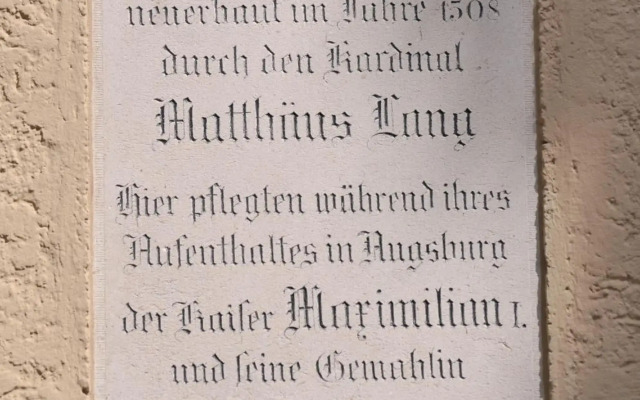 neuerbaut im Jahre 1508
durch den Kardinal
Matthäus Lang
Hier pflegten während ihres
Aufenthaltes in Augsburg
der Kaiser Maximilian I.
und seine Gemahlin